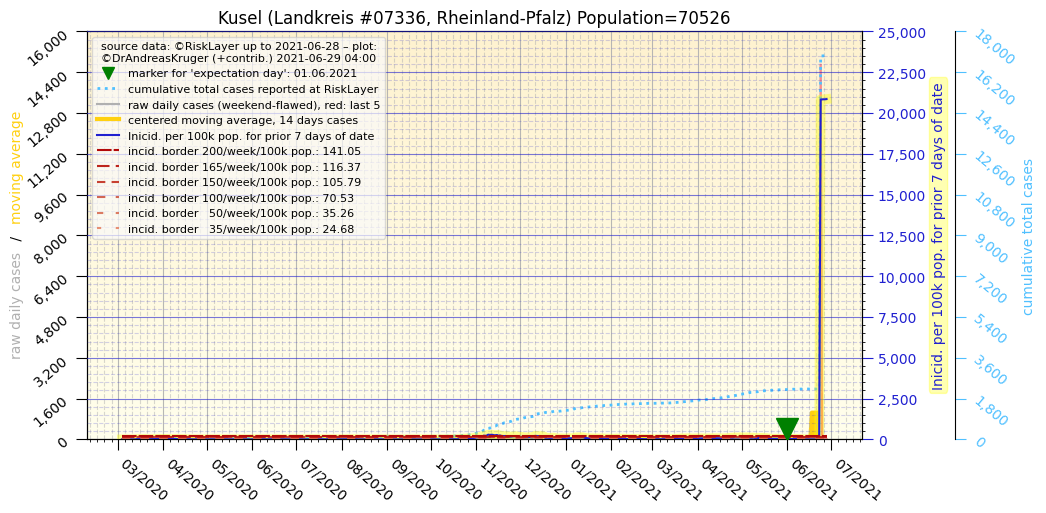 Kusel (Landkreis #07336, Rheinland-Pfalz) Population=70526
source data: ©RiskLayer up to 2021-06-28 – plot:
©DrAndreasKruger (+contrib.) 2021-06-29 04:00
marker for 'expectation day': 01.06.2021
cumulative total cases reported at RiskLayer
raw daily cases (weekend-flawed), red: last 5
centered moving average, 14 days cases
Inicid. per 100k pop. for prior 7 days of date
incid. border 200/week/100k pop.: 141.05
incid. border 165/week/100k pop.: 116.37
incid. border 150/week/100k pop.: 105.79
incid. border 100/week/100k pop.: 70.53
incid. border 50/week/100k pop.: 35.26
incid. border 35/week/100k pop.: 24.68
raw daily cases / moving average
16,000
14,400
12,800
11,200
9,600
8,000
6,400
4,800
3,200
1,600
0
03/2020
04/2020
05/2020
06/2020
07/2020
08/2020
09/2020
10/2020
11/2020
12/2020
01/2021
02/2021
03/2021
04/2021
05/2021
06/2021
07/2021
25,000
22,500
20,000
17,500
15,000
12,500
10,000
7,500
5,000
2,500
0
Inicid. per 100k pop. for prior 7 days of date
18,000
16,200
14,400
12,600
10,800
9,000
7,200
5,400
3,600
1,800
0
cumulative total cases